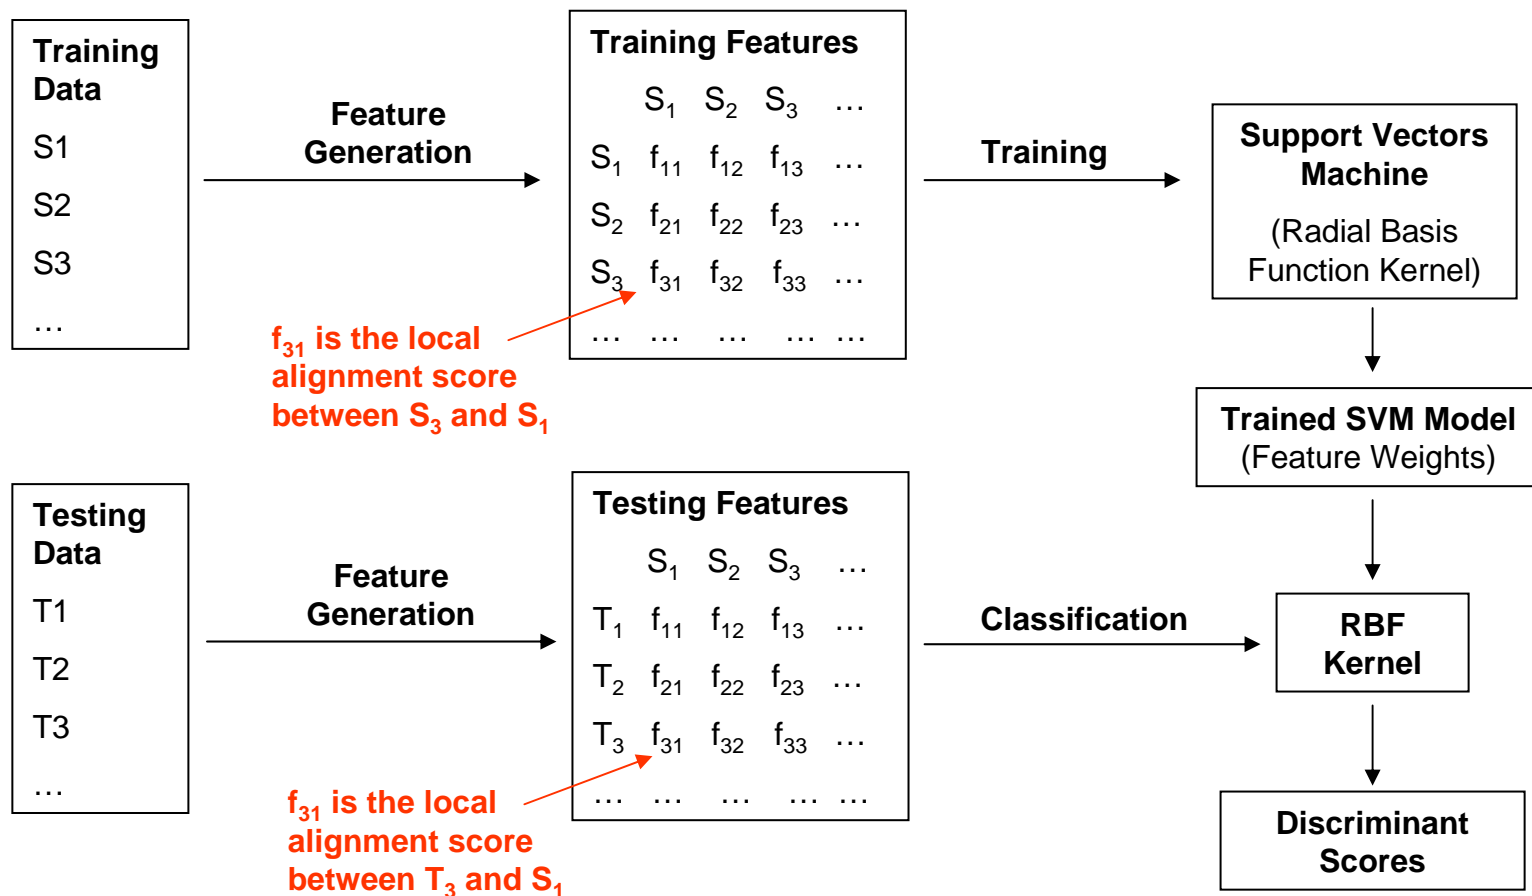 Training
Data
S1
S2
S3
…
Feature
Generation
Training Features
S₁ S₂ S₃ …
S₁ f₁₁ f₁₂ f₁₃ …
S₂ f₂₁ f₂₂ f₂₃ …
S₃ f₃₁ f₃₂ f₃₃ …
… … … … …
f₃₁ is the local
alignment score
between S₃ and S₁
Training
Support Vectors
Machine
(Radial Basis
Function Kernel)
Trained SVM Model
(Feature Weights)
Testing
Data
T1
T2
T3
…
Feature
Generation
Testing Features
S₁ S₂ S₃ …
T₁ f₁₁ f₁₂ f₁₃ …
T₂ f₂₁ f₂₂ f₂₃ …
T₃ f₃₁ f₃₂ f₃₃ …
… … … … …
f₃₁ is the local
alignment score
between T₃ and S₁
Classification
RBF
Kernel
Discriminant
Scores